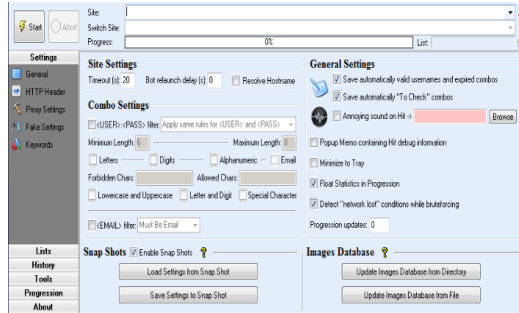 Start
Abort
Site:
Switch Site:
Progress: 0% List:
Settings
General
HTTP Header
Proxy Settings
Fake Settings
Keywords
Lists
History
Tools
Progression
About
Site Settings
Timeout (s): 20 Bot relaunch delay (s): 0 Resolve Hostname
Combo Settings
<USER>:<PASS> filter: Apply same rules for <USER> and <PASS>
Minimum Length: 6 Maximum Length: 8
Letters Digits Alphanumeric Email
Forbidden Chars: Allowed Chars:
Lowercase and Uppercase Letter and Digit Special Character
<EMAIL> filter: Must Be Email
Snap Shots Enable Snap Shots ?
Load Settings from Snap Shot
Save Settings to Snap Shot
General Settings
Save automatically valid usernames and expired combos
Save automatically "To Check" combos
Annoying sound on Hit -> Browse
Popup Memo containing Hit debug information
Minimize to Tray
Float Statistics in Progression
Detect "network lost" conditions while bruteforcing
Progression updates: 0
Images Database ?
Update Images Database from Directory
Update Images Database from File